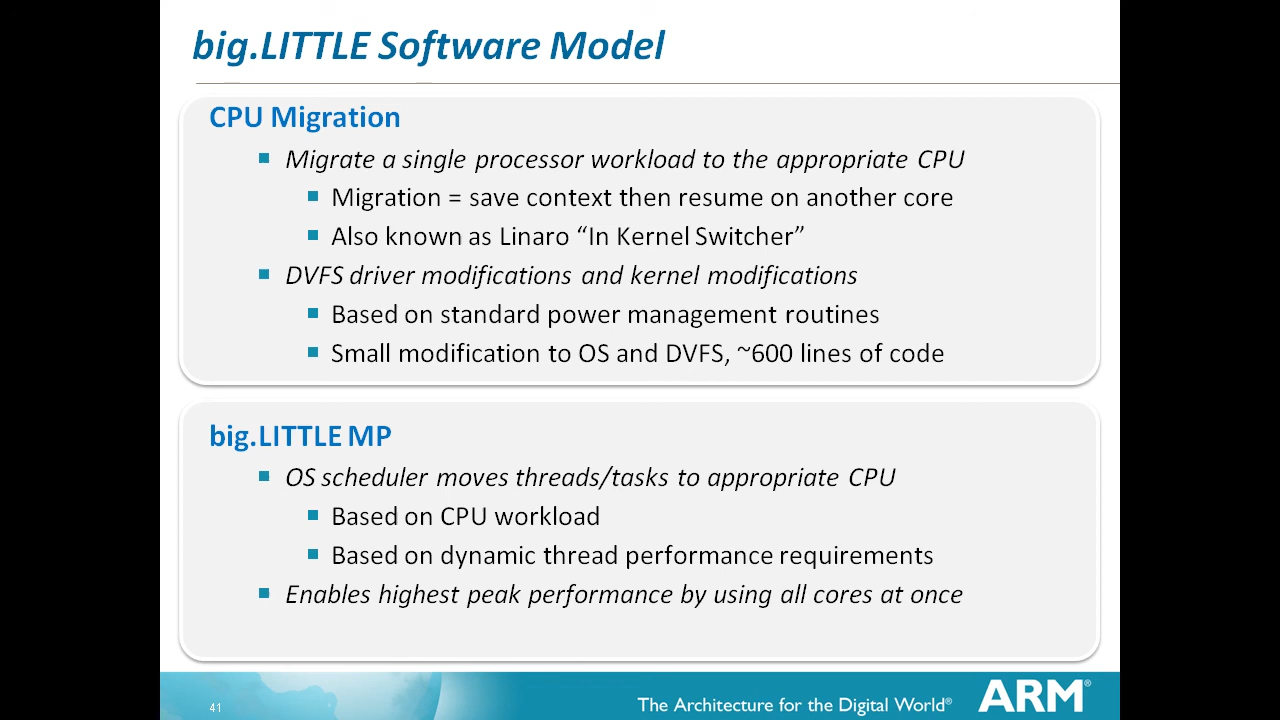 big.LITTLE Software Model
CPU Migration
Migrate a single processor workload to the appropriate CPU
Migration = save context then resume on another core
Also known as Linaro “In Kernel Switcher”
DVFS driver modifications and kernel modifications
Based on standard power management routines
Small modification to OS and DVFS, ~600 lines of code
big.LITTLE MP
OS scheduler moves threads/tasks to appropriate CPU
Based on CPU workload
Based on dynamic thread performance requirements
Enables highest peak performance by using all cores at once
41
The Architecture for the Digital World®
ARM®